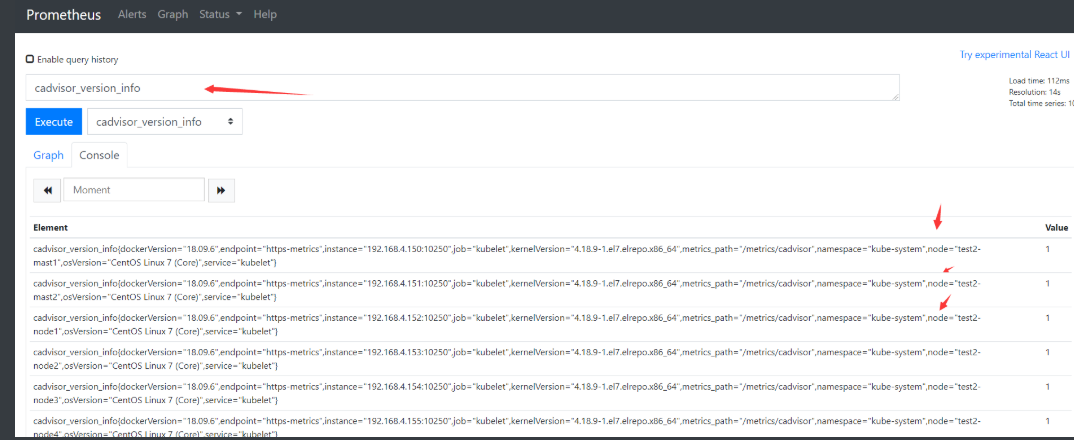 Prometheus Alerts Graph Status Help
Enable query history
Try experimental React UI
cadvisor_version_info
Load time: 112ms
Resolution: 14s
Total time series: 10
Execute cadvisor_version_info
Graph Console
Moment
Element Value
cadvisor_version_info{dockerVersion="18.09.6",endpoint="https-metrics",instance="192.168.4.150:10250",job="kubelet",kernelVersion="4.18.9-1.el7.elrepo.x86_64",metrics_path="/metrics/cadvisor",namespace="kube-system",node="test2- 1
mast1",osVersion="CentOS Linux 7 (Core)",service="kubelet"}
cadvisor_version_info{dockerVersion="18.09.6",endpoint="https-metrics",instance="192.168.4.151:10250",job="kubelet",kernelVersion="4.18.9-1.el7.elrepo.x86_64",metrics_path="/metrics/cadvisor",namespace="kube-system",node="test2- 1
mast2",osVersion="CentOS Linux 7 (Core)",service="kubelet"}
cadvisor_version_info{dockerVersion="18.09.6",endpoint="https-metrics",instance="192.168.4.152:10250",job="kubelet",kernelVersion="4.18.9-1.el7.elrepo.x86_64",metrics_path="/metrics/cadvisor",namespace="kube-system",node="test2- 1
node1",osVersion="CentOS Linux 7 (Core)",service="kubelet"}
cadvisor_version_info{dockerVersion="18.09.6",endpoint="https-metrics",instance="192.168.4.153:10250",job="kubelet",kernelVersion="4.18.9-1.el7.elrepo.x86_64",metrics_path="/metrics/cadvisor",namespace="kube-system",node="test2- 1
node2",osVersion="CentOS Linux 7 (Core)",service="kubelet"}
cadvisor_version_info{dockerVersion="18.09.6",endpoint="https-metrics",instance="192.168.4.154:10250",job="kubelet",kernelVersion="4.18.9-1.el7.elrepo.x86_64",metrics_path="/metrics/cadvisor",namespace="kube-system",node="test2- 1
node3",osVersion="CentOS Linux 7 (Core)",service="kubelet"}
cadvisor_version_info{dockerVersion="18.09.6",endpoint="https-metrics",instance="192.168.4.155:10250",job="kubelet",kernelVersion="4.18.9-1.el7.elrepo.x86_64",metrics_path="/metrics/cadvisor",namespace="kube-system",node="test2- 1
node4",osVersion="CentOS Linux 7 (Core)",service="kubelet"}